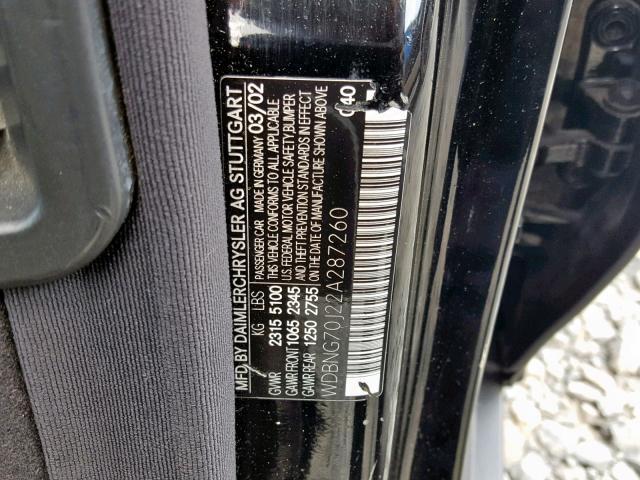 MFD BY DAIMLERCHRYSLER AG STUTTGART
KG LBS PASSENGER CAR MADE IN GERMANY 03/02
GVWR 2315 5100 THIS VEHICLE CONFORMS TO ALL APPLICABLE
GAWR FRONT 1065 2345 U.S. FEDERAL MOTOR VEHICLE SAFETY/BUMPER
AND THEFT PREVENTION STANDARDS IN EFFECT
GAWR REAR 1250 2755 ON THE DATE OF MANUFACTURE SHOWN ABOVE
WDBNG70J22A287260
040